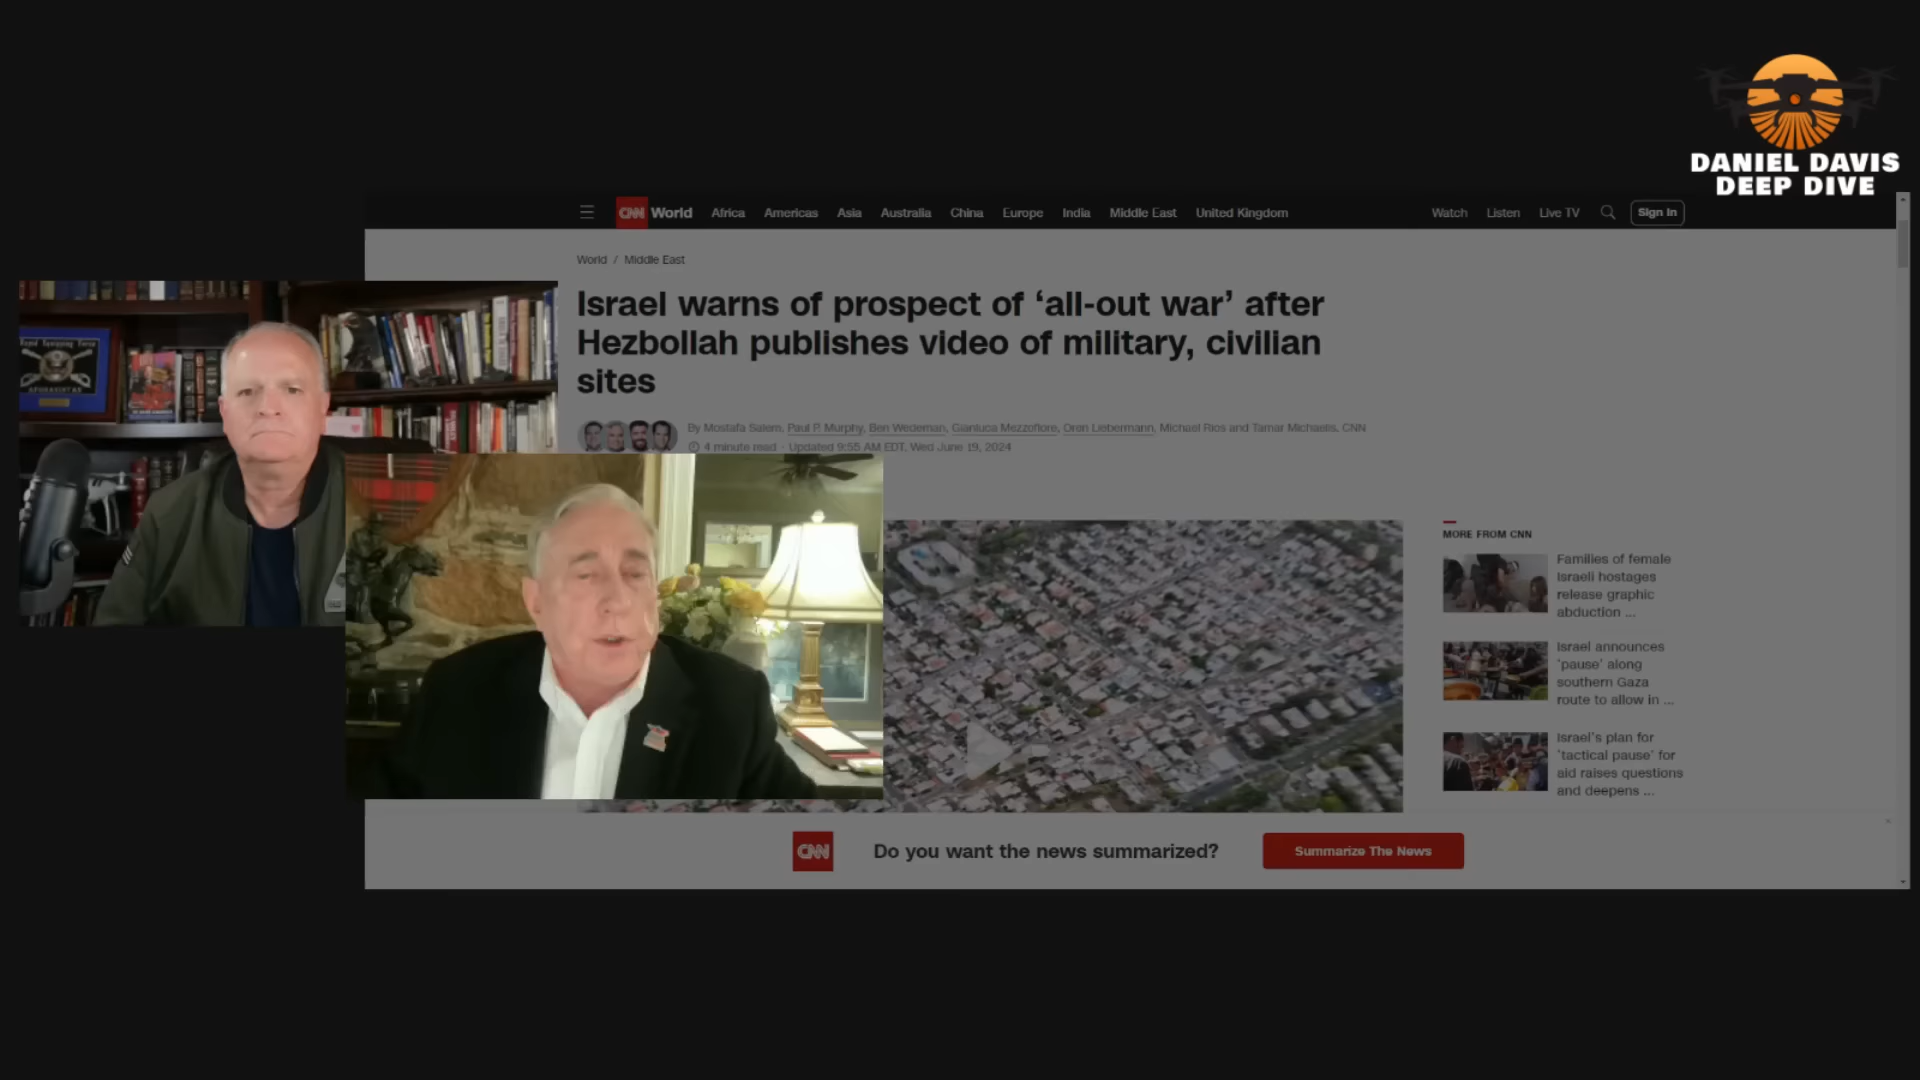 DANIEL DAVIS
DEEP DIVE
CNN World Africa Americas Asia Australia China Europe India Middle East United Kingdom Watch Listen Live TV Sign in
World / Middle East
Israel warns of prospect of ‘all-out war’ after
Hezbollah publishes video of military, civilian
sites
By Mostafa Salem, Paul P. Murphy, Ben Wedeman, Gianluca Mezzofiore, Oren Liebermann, Michael Rios and Tamar Michaelis, CNN
4 minute read · Updated 9:55 AM EDT, Wed June 19, 2024
MORE FROM CNN
Families of female
Israeli hostages
release graphic
abduction ...
Israel announces
‘pause’ along
southern Gaza
route to allow in ...
Israel’s plan for
‘tactical pause’ for
aid raises questions
and deepens ...
CNN Do you want the news summarized? Summarize The News
Rapid Equipping Force
AFGHANISTAN